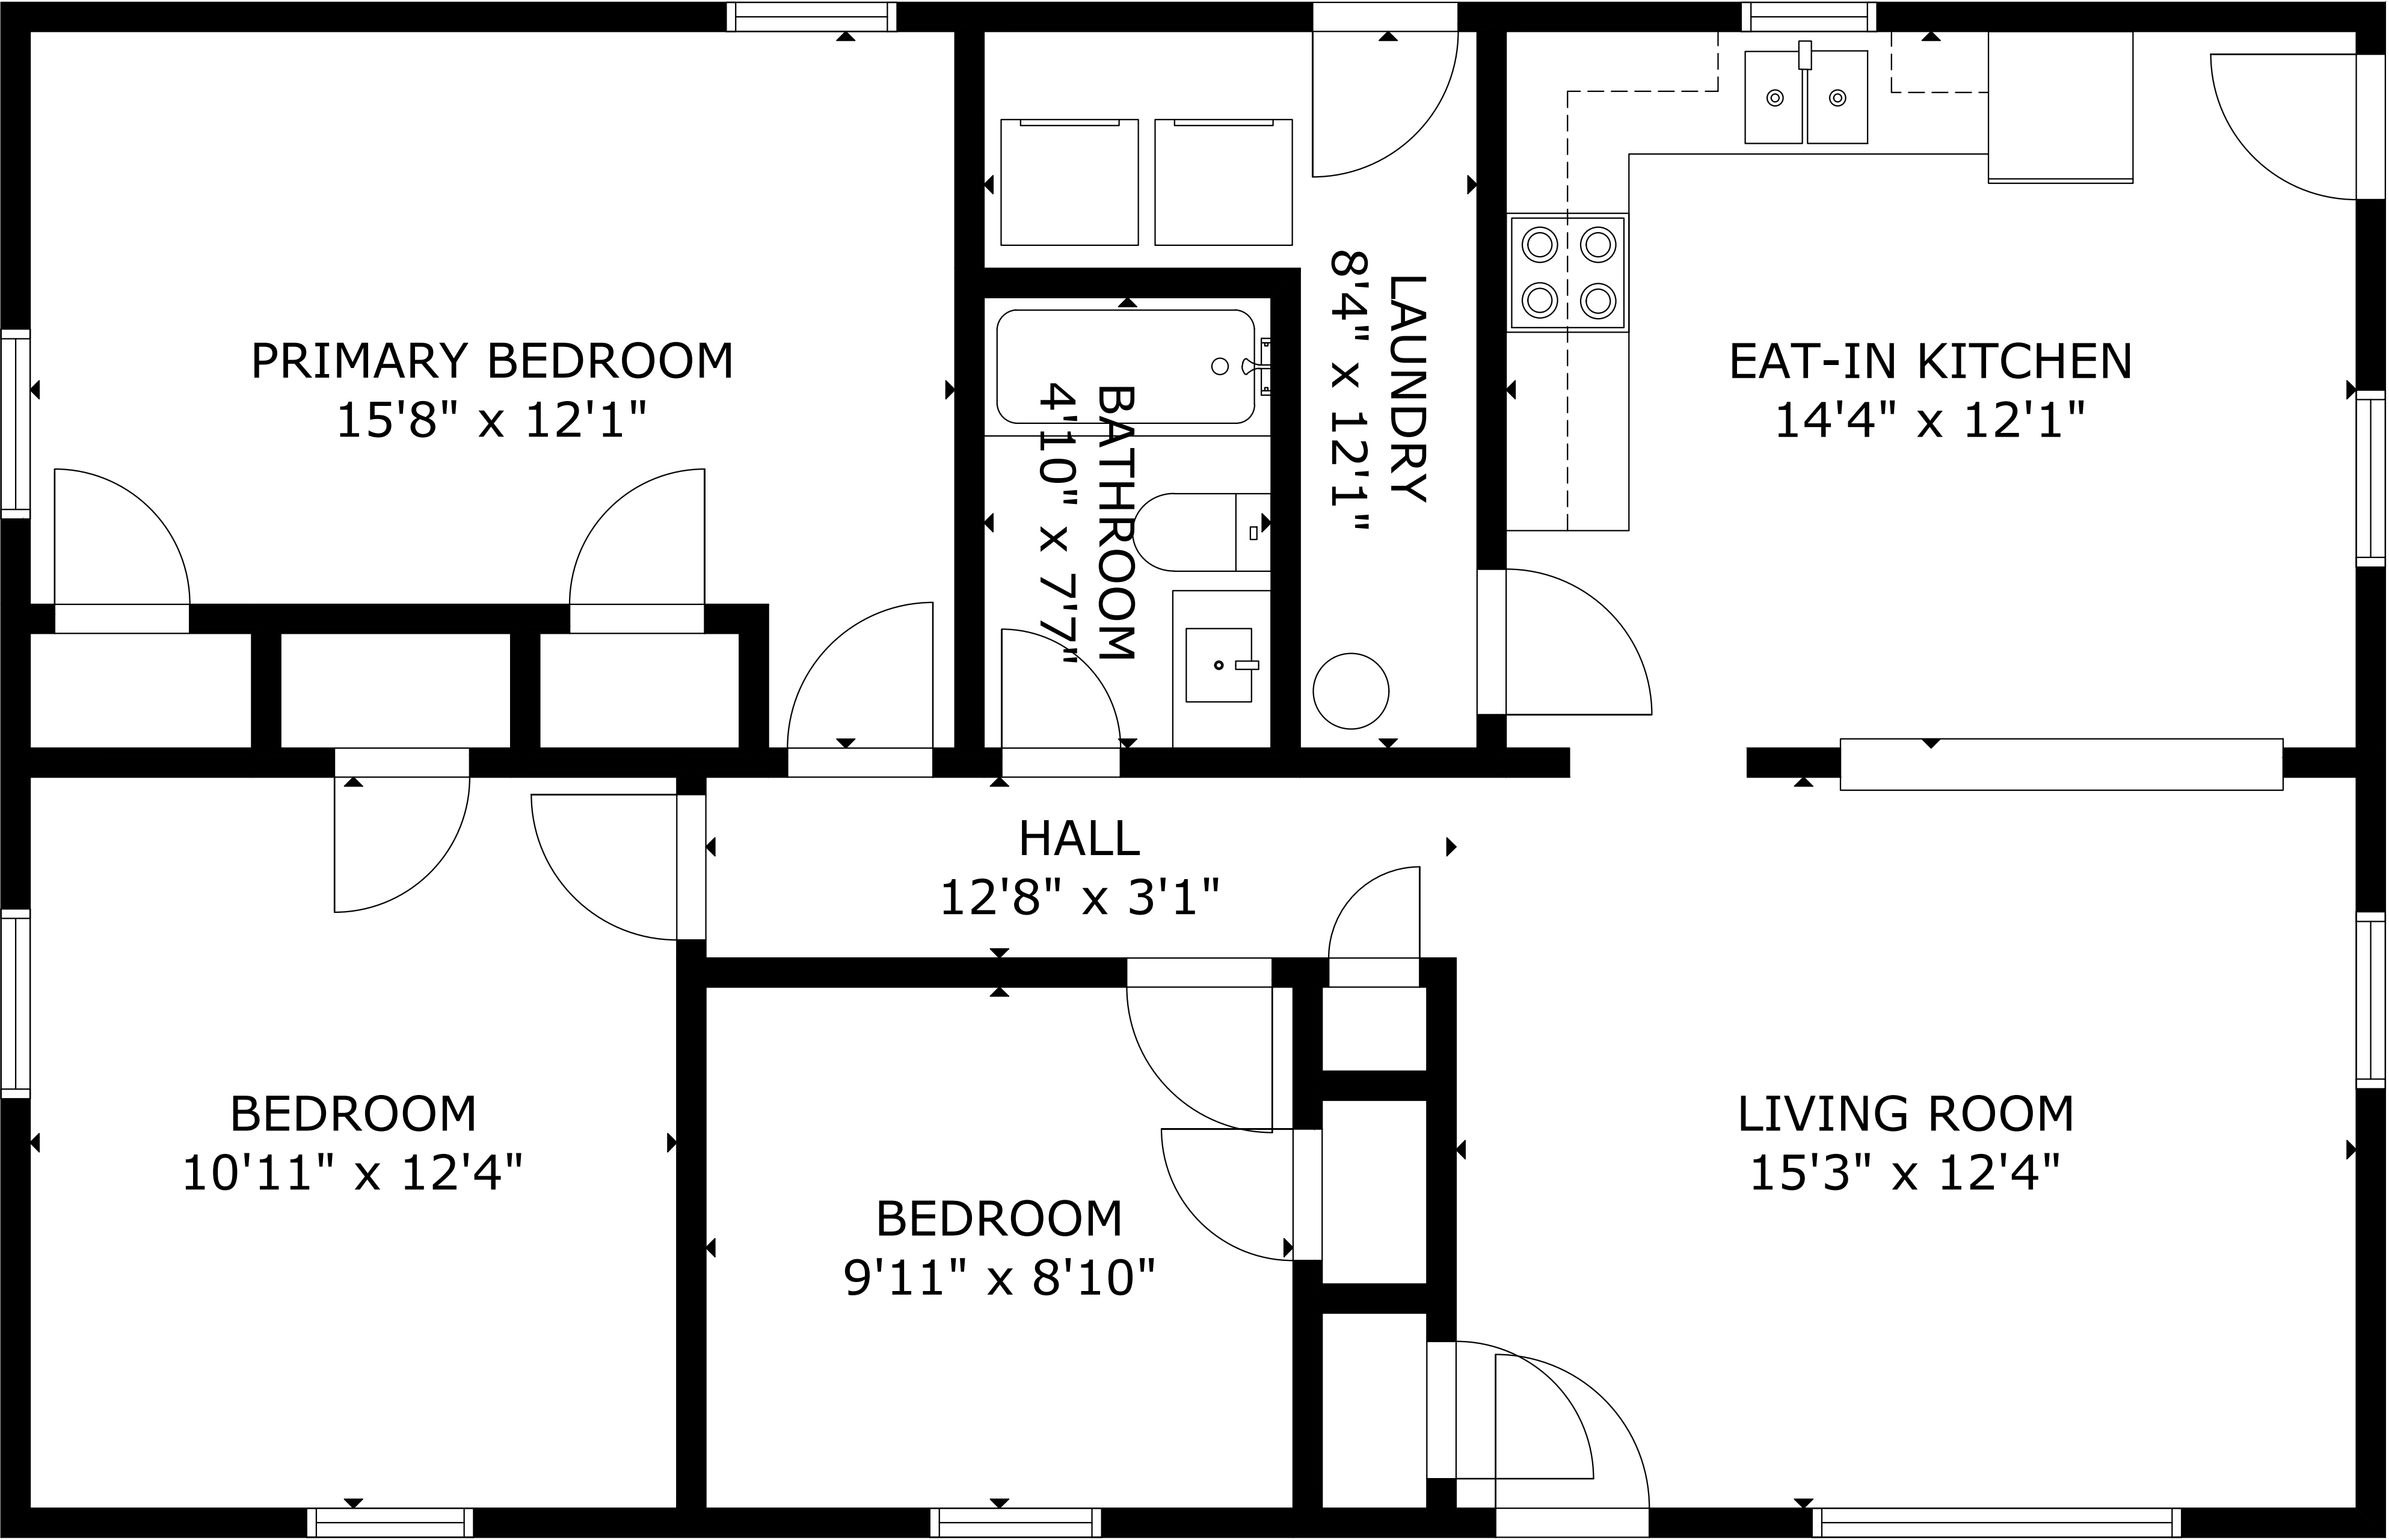 PRIMARY BEDROOM
15'8" x 12'1"
BATHROOM
4'10" x 7'7"
LAUNDRY
8'4" x 12'1"
EAT-IN KITCHEN
14'4" x 12'1"
HALL
12'8" x 3'1"
BEDROOM
10'11" x 12'4"
BEDROOM
9'11" x 8'10"
LIVING ROOM
15'3" x 12'4"